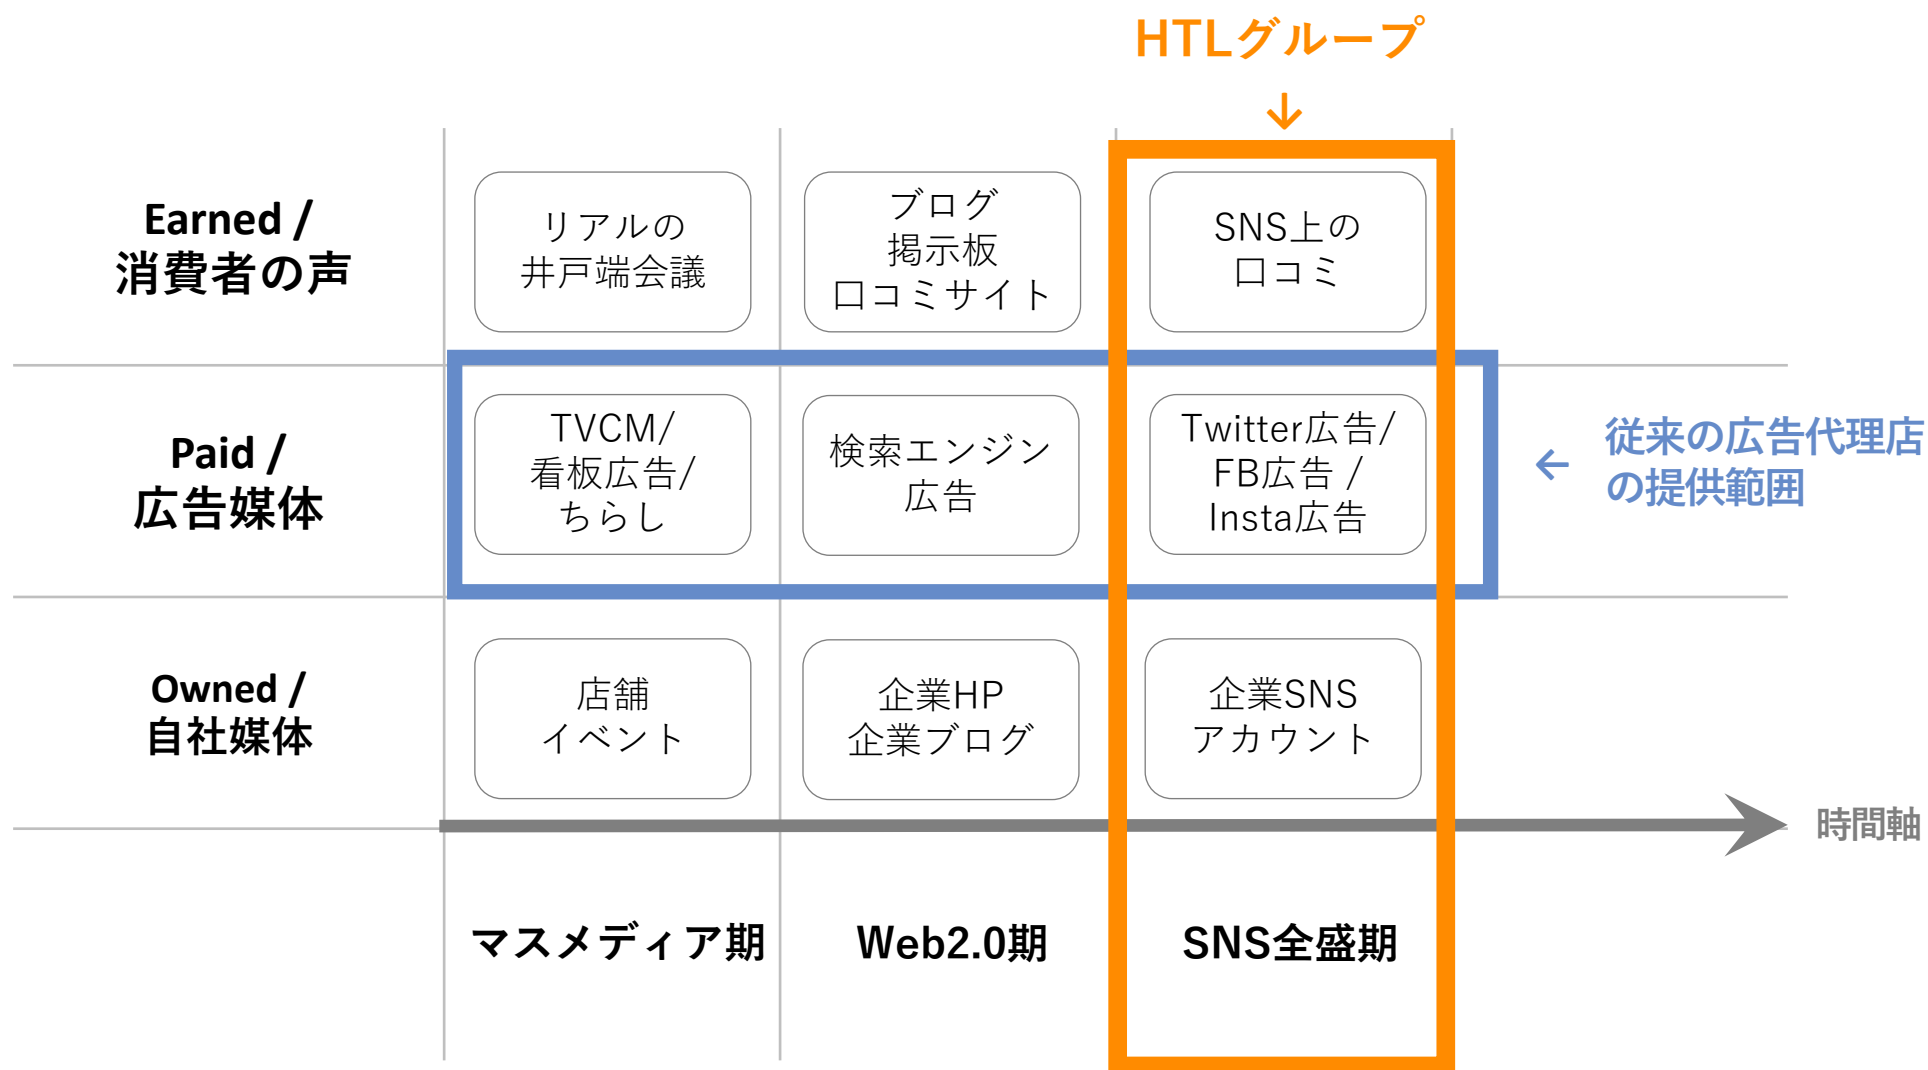 HTLグループ
↓
Earned /
消費者の声
リアルの
井戸端会議
ブログ
掲示板
口コミサイト
SNS上の
口コミ
Paid /
広告媒体
TVCM/
看板広告/
ちらし
検索エンジン
広告
Twitter広告/
FB広告 /
Insta広告
← 従来の広告代理店
の提供範囲
Owned /
自社媒体
店舗
イベント
企業HP
企業ブログ
企業SNS
アカウント
時間軸
マスメディア期
Web2.0期
SNS全盛期